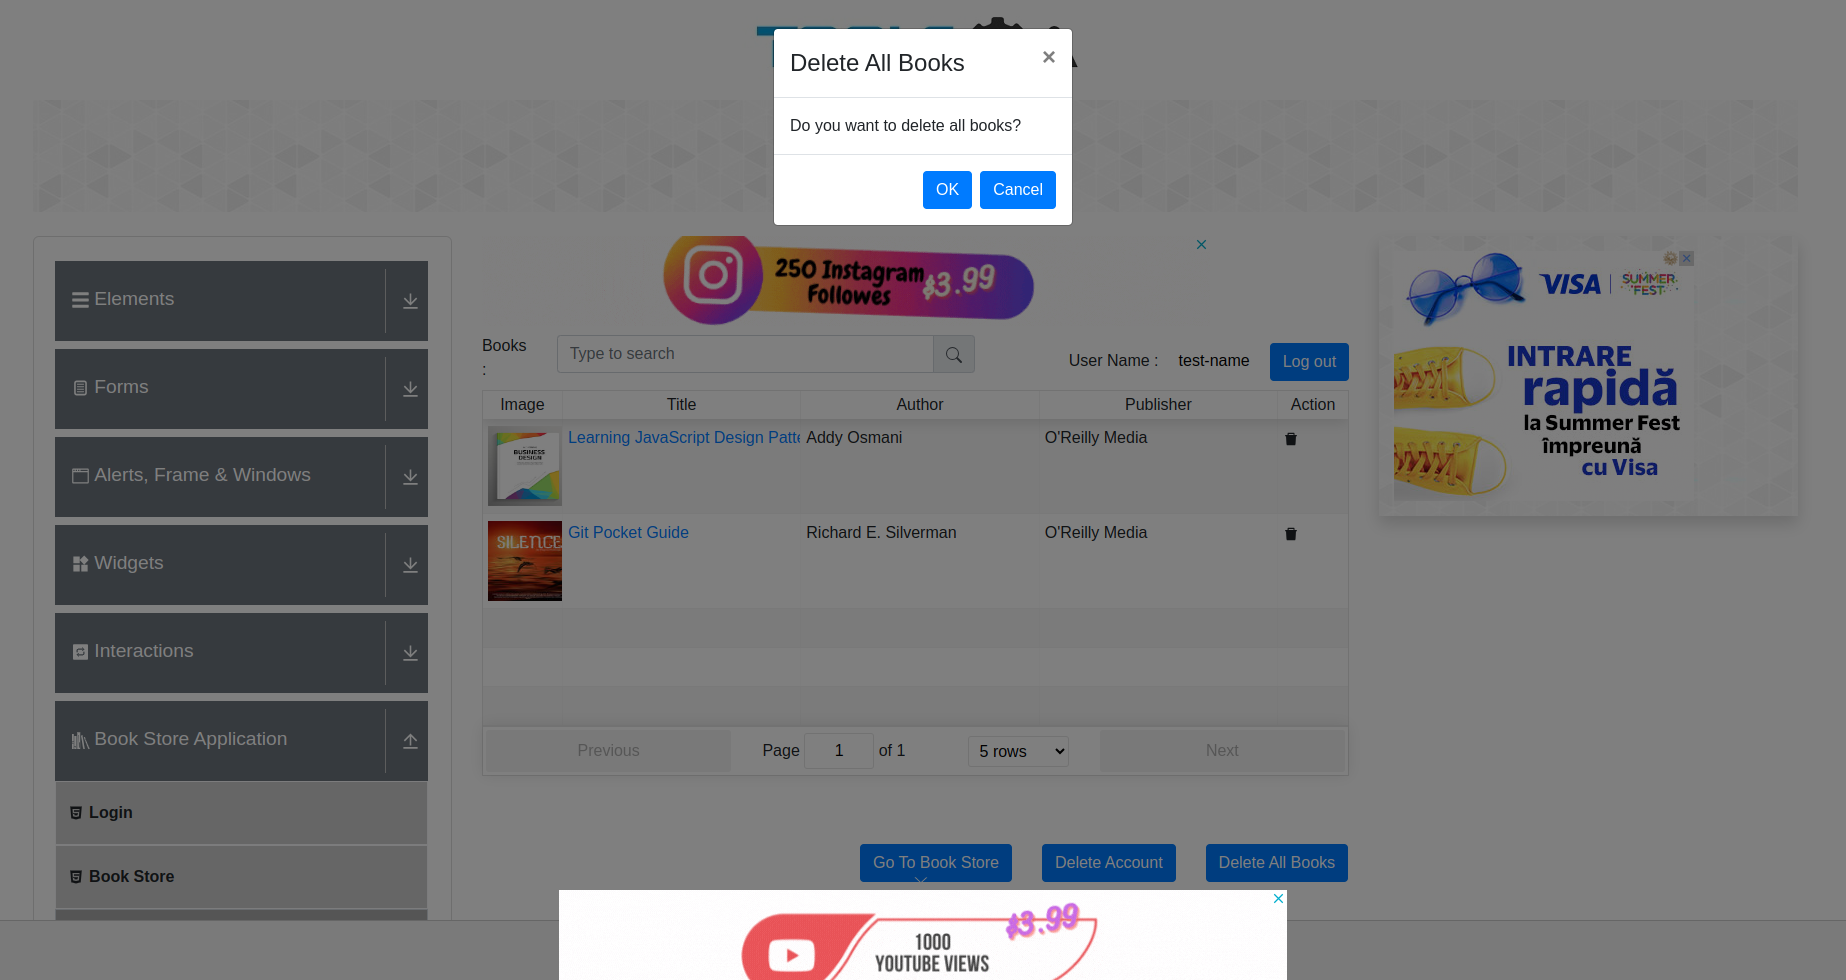 Delete All Books
×
Do you want to delete all books?
OK
Cancel
250 Instagram
Followes
$3.99
VISA
SUMMER
FEST
INTRARE
rapidă
la Summer Fest
împreună
cu Visa
Elements
Forms
Alerts, Frame & Windows
Widgets
Interactions
Book Store Application
Login
Book Store
Books
:
Type to search
User Name :
test-name
Log out
Image
Title
Author
Publisher
Action
BUSINESS
DESIGN
Learning JavaScript Design Patte
Addy Osmani
O'Reilly Media
SILENCE
Git Pocket Guide
Richard E. Silverman
O'Reilly Media
Previous
Page 1 of 1
5 rows
Next
Go To Book Store
Delete Account
Delete All Books
$3.99
1000
YOUTUBE VIEWS